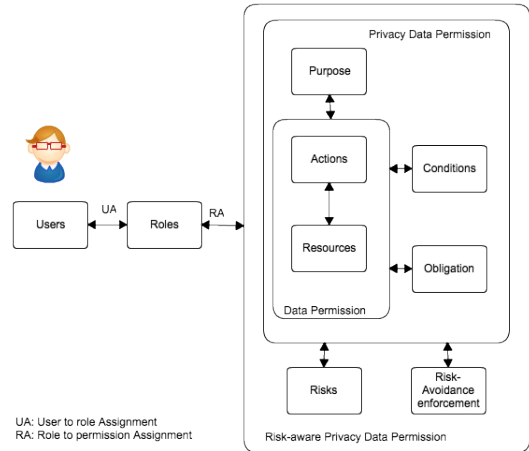 Privacy Data Permission
Purpose
Actions
Conditions
UA
RA
Users
Roles
Resources
Obligation
Data Permission
Risks
Risk-
Avoidance
enforcement
UA: User to role Assignment
RA: Role to permission Assignment
Risk-aware Privacy Data Permission